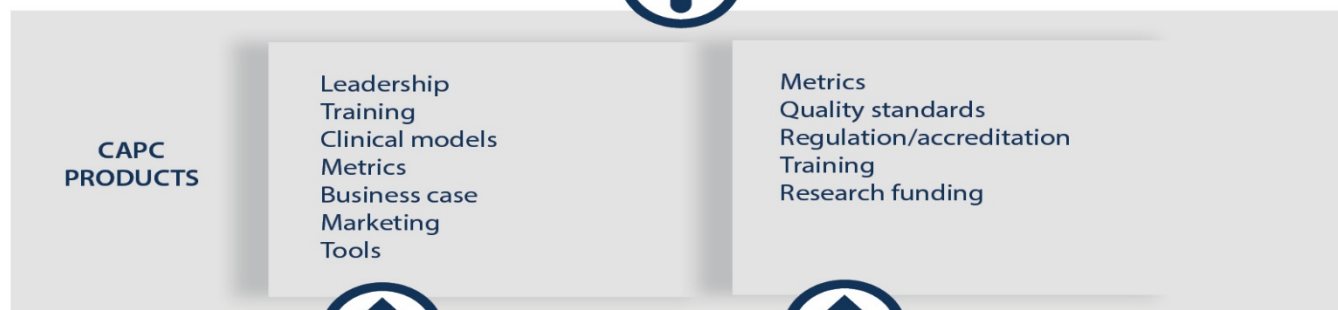 CAPC
PRODUCTS
Leadership
Training
Clinical models
Metrics
Business case
Marketing
Tools
Metrics
Quality standards
Regulation/accreditation
Training
Research funding